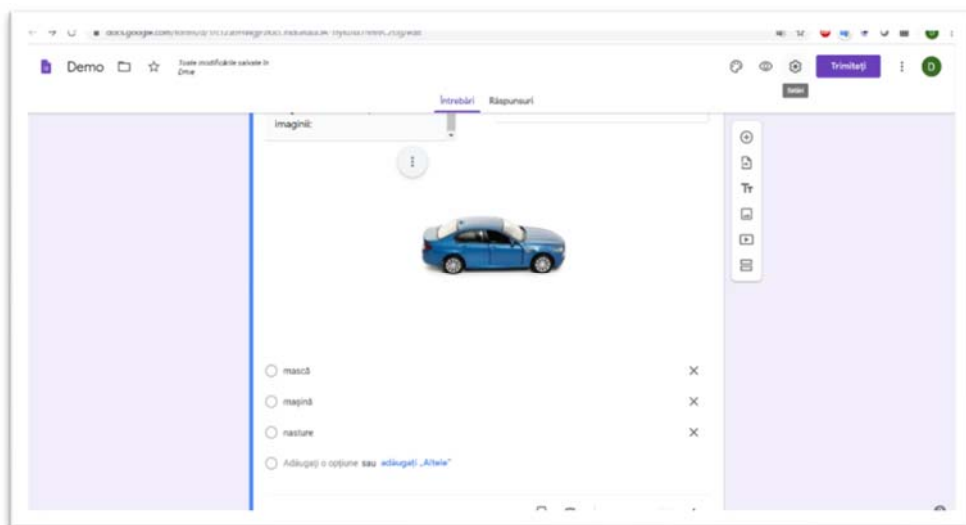 Demo
Toate modificările salvate în
Drive
Trimiteți
D
Setări
Întrebări Răspunsuri
imaginii:
Tт
mască
mașină
nasture
Adăugați o opțiune sau adăugați „Altele”